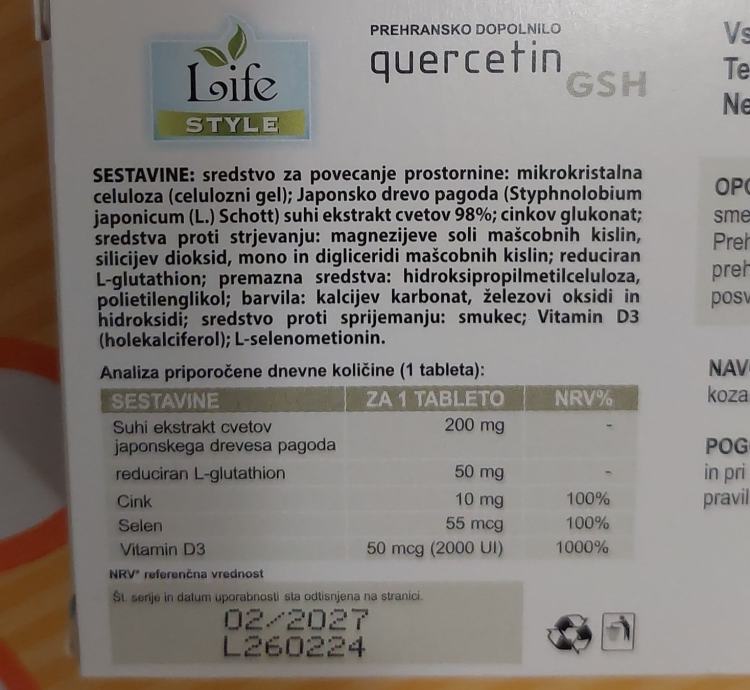 Life
STYLE
PREHRANSKO DOPOLNILO
quercetin
GSH
SESTAVINE: sredstvo za povecanje prostornine: mikrokristalna
celuloza (celulozni gel); Japonsko drevo pagoda (Styphnolobium
japonicum (L.) Schott) suhi ekstrakt cvetov 98%; cinkov glukonat;
sredstva proti strjevanju: magnezijeve soli mašcobnih kislin,
silicijev dioksid, mono in digliceridi mašcobnih kislin; reduciran
L-glutathion; premazna sredstva: hidroksipropilmetilceluloza,
polietilenglikol; barvila: kalcijev karbonat, železovi oksidi in
hidroksidi; sredstvo proti sprijemanju: smukec; Vitamin D3
(holekalciferol); L-selenometionin.
Analiza priporočene dnevne količine (1 tableta):
SESTAVINE ZA 1 TABLETO NRV%
Suhi ekstrakt cvetov 200 mg -
japonskega drevesa pagoda
reduciran L-glutathion 50 mg -
Cink 10 mg 100%
Selen 55 mcg 100%
Vitamin D3 50 mcg (2000 UI) 1000%
NRV* referenčna vrednost
Št. serije in datum uporabnosti sta odtisnjena na stranici.
02/2027
L260224
Vs
Te
Ne
OPO
sme
Preh
preh
posv
NAV
koza
POG
in pri
pravil